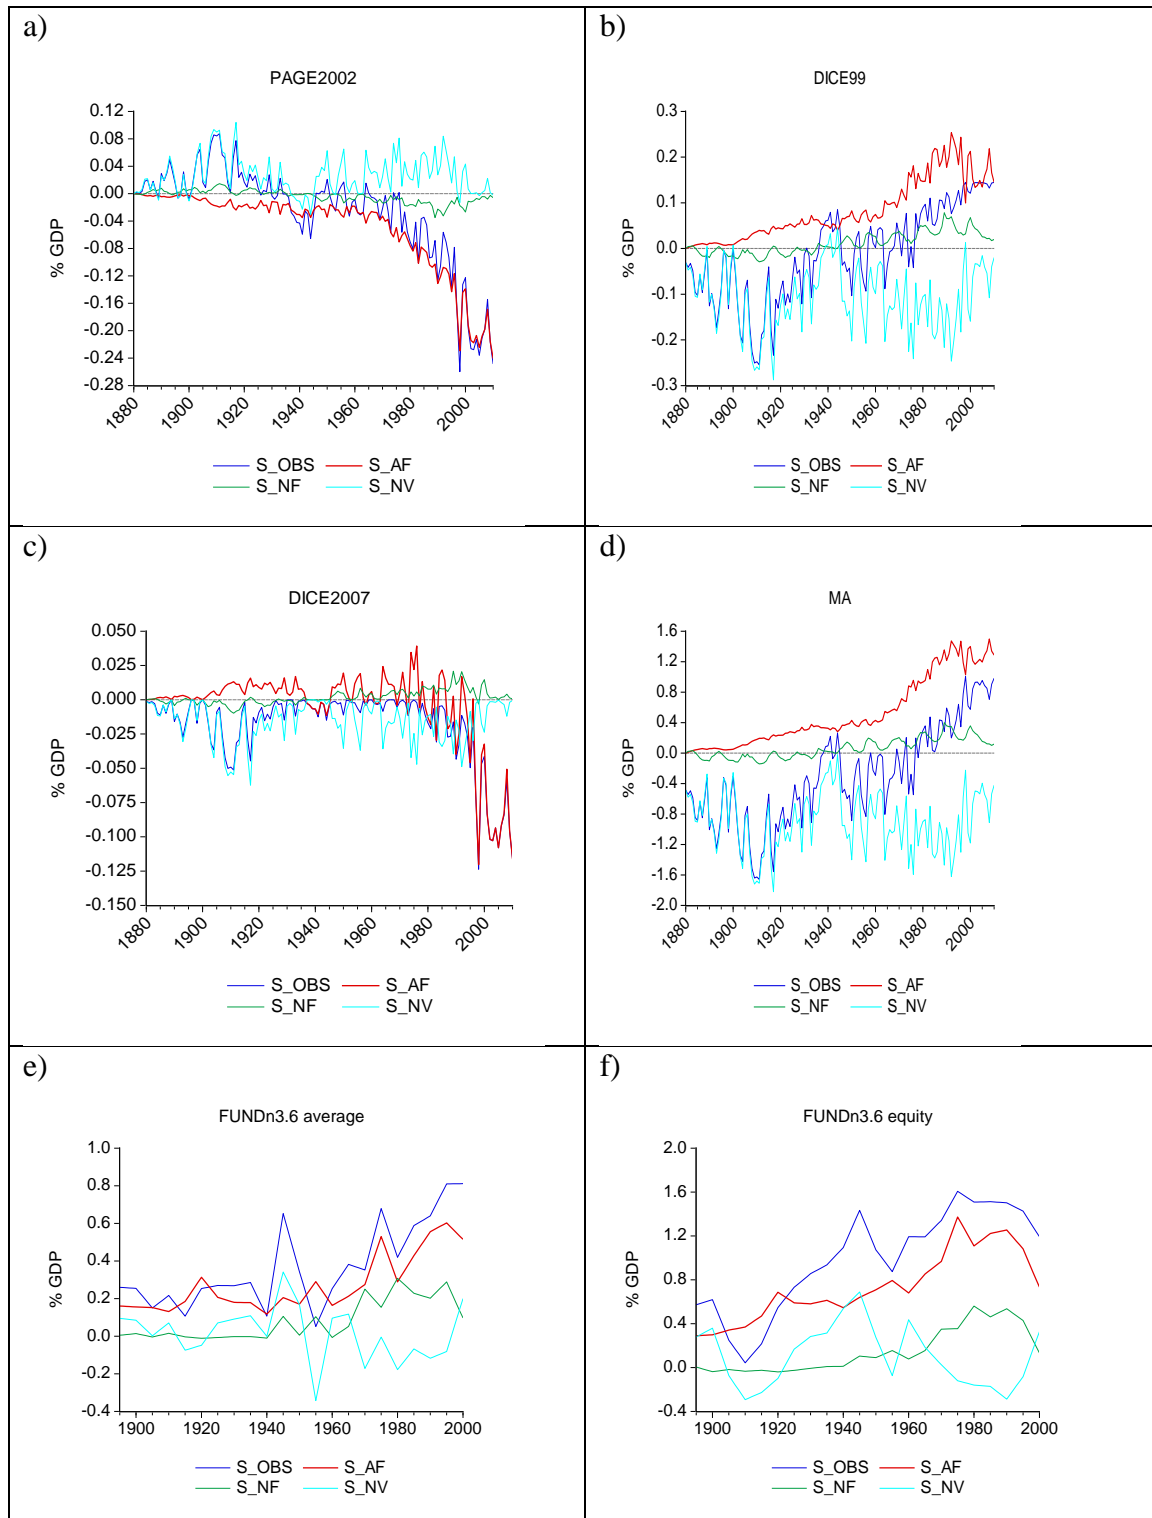 a)
PAGE2002
0.12
0.08
0.04
0.00
-0.04
-0.08
-0.12
-0.16
-0.20
-0.24
-0.28
% GDP
1880 1900 1920 1940 1960 1980 2000
S_OBS S_AF
S_NF S_NV
b)
DICE99
0.3
0.2
0.1
0.0
-0.1
-0.2
-0.3
% GDP
1880 1900 1920 1940 1960 1980 2000
S_OBS S_AF
S_NF S_NV
c)
DICE2007
0.050
0.025
0.000
-0.025
-0.050
-0.075
-0.100
-0.125
-0.150
% GDP
1880 1900 1920 1940 1960 1980 2000
S_OBS S_AF
S_NF S_NV
d)
MA
1.6
1.2
0.8
0.4
0.0
-0.4
-0.8
-1.2
-1.6
-2.0
% GDP
1880 1900 1920 1940 1960 1980 2000
S_OBS S_AF
S_NF S_NV
e)
FUNDn3.6 average
1.0
0.8
0.6
0.4
0.2
0.0
-0.2
-0.4
% GDP
1900 1920 1940 1960 1980 2000
S_OBS S_AF
S_NF S_NV
f)
FUNDn3.6 equity
2.0
1.6
1.2
0.8
0.4
0.0
-0.4
% GDP
1900 1920 1940 1960 1980 2000
S_OBS S_AF
S_NF S_NV